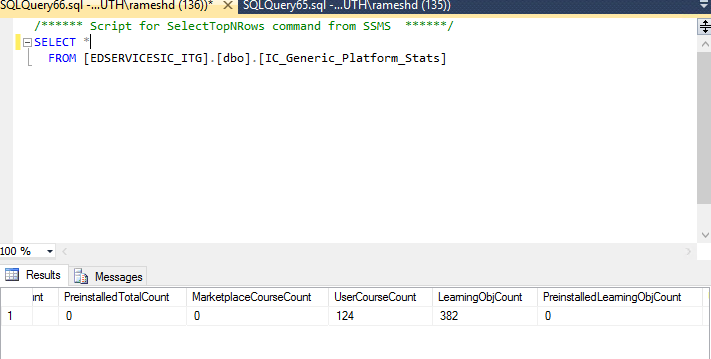 SQLQuery66.sql -...UTH\rameshd (136))* SQLQuery65.sql -...UTH\rameshd (135))
/****** Script for SelectTopNRows command from SSMS ******/
SELECT *
FROM [EDSERVICESIC_ITG].[dbo].[IC_Generic_Platform_Stats]
100 %
Results Messages
PreinstalledTotalCount MarketplaceCourseCount UserCourseCount LearningObjCount PreinstalledLearningObjCount
1 0 0 124 382 0